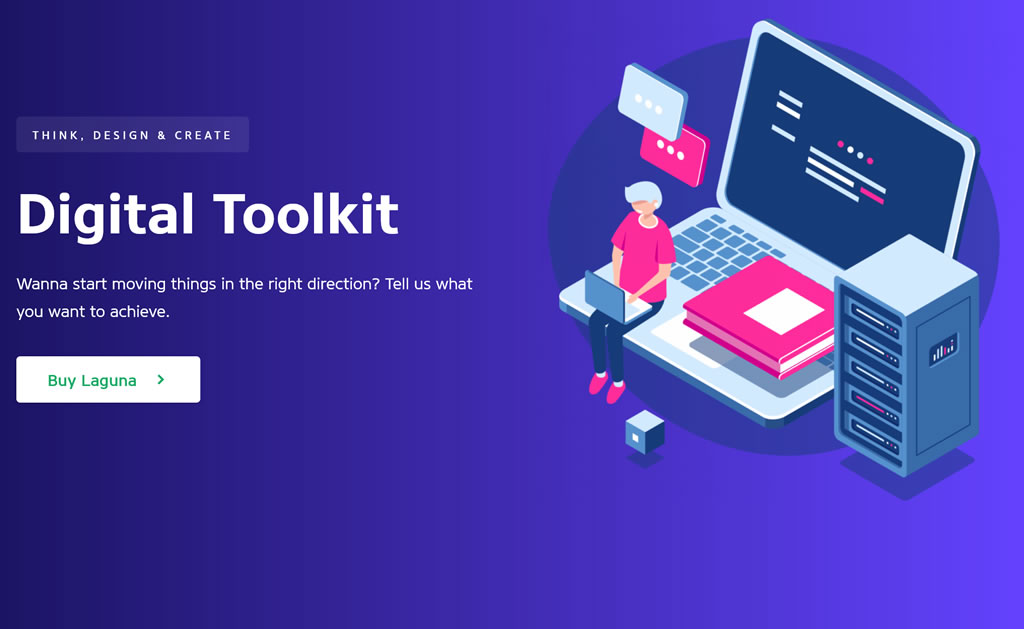 THINK, DESIGN & CREATE
Digital Toolkit
Wanna start moving things in the right direction? Tell us what
you want to achieve.
Buy Laguna